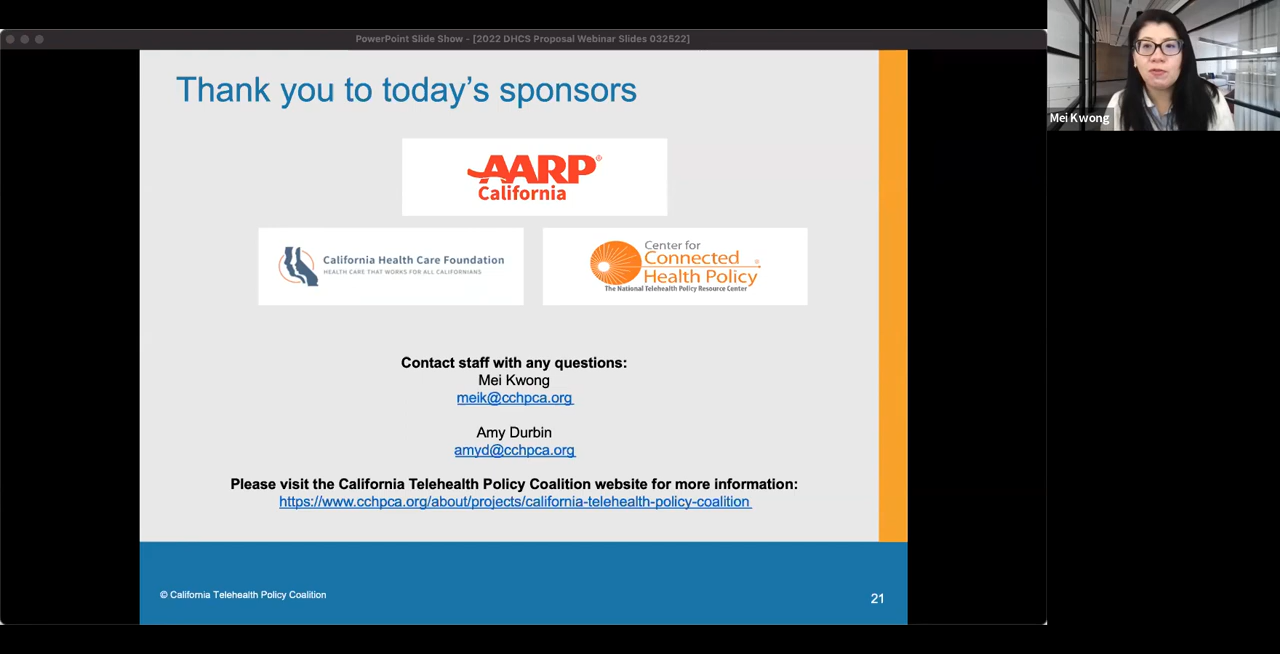 PowerPoint Slide Show - [2022 DHCS Proposal Webinar Slides 032522]
Mei Kwong
Thank you to today's sponsors
AARP®
California
California Health Care Foundation
HEALTH CARE THAT WORKS FOR ALL CALIFORNIANS
Center for
Connected
Health Policy®
The National Telehealth Policy Resource Center
Contact staff with any questions:
Mei Kwong
meik@cchpca.org
Amy Durbin
amyd@cchpca.org
Please visit the California Telehealth Policy Coalition website for more information:
https://www.cchpca.org/about/projects/california-telehealth-policy-coalition
© California Telehealth Policy Coalition
21